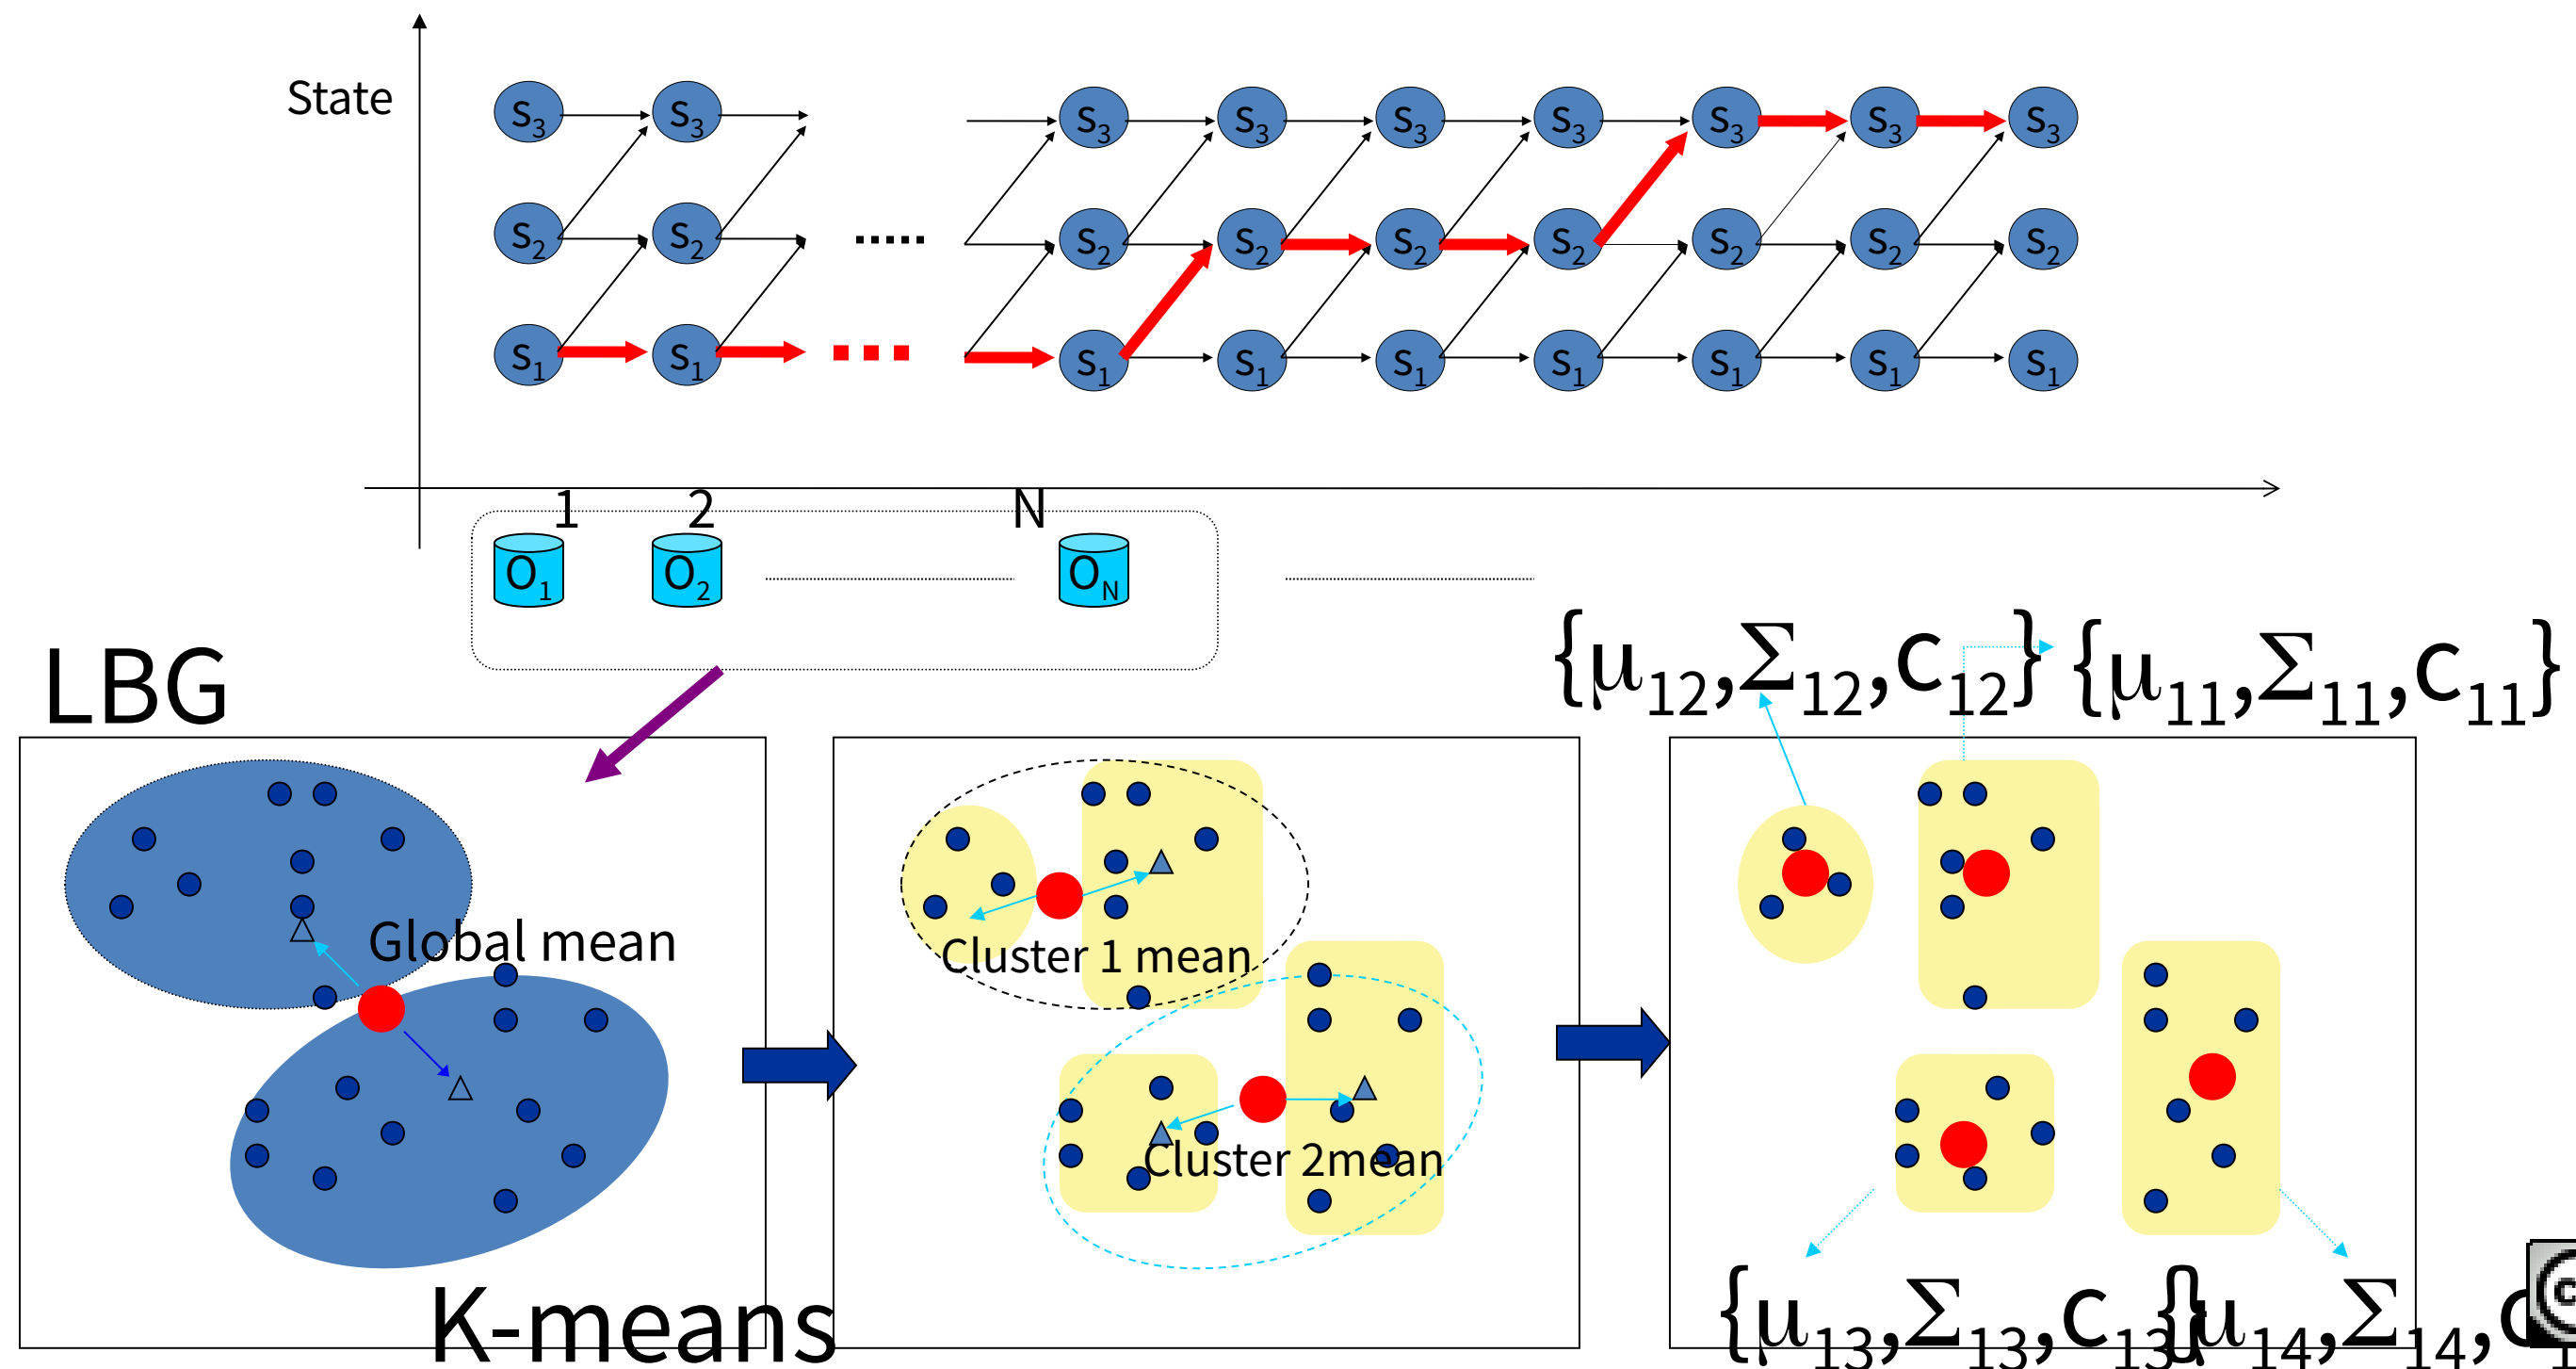 State
s3 s3 s3 s3 s3 s3 s3 s3 s3
s2 s2 s2 s2 s2 s2 s2 s2 s2
s1 s1 s1 s1 s1 s1 s1 s1 s1
1 2 N
O1 O2 ON
LBG
{μ12,Σ12,c12} {μ11,Σ11,c11}
Global mean
Cluster 1 mean
Cluster 2mean
K-means
{μ13,Σ13,c13} {μ14,Σ14,c